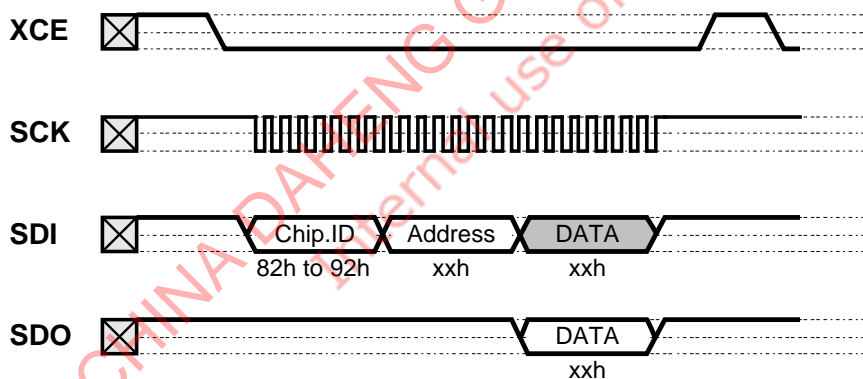 XCE
SCK
SDI
Chip.ID
Address
DATA
82h to 92h
xxh
xxh
SDO
DATA
xxh
CHINA DAHENG G
Internal use o